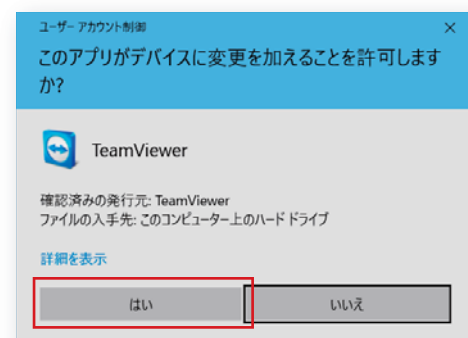 ユーザー アカウント制御
このアプリがデバイスに変更を加えることを許可します
か?
TeamViewer
確認済みの発行元: TeamViewer
ファイルの入手先: このコンピューター上のハード ドライブ
詳細を表示
はい
いいえ